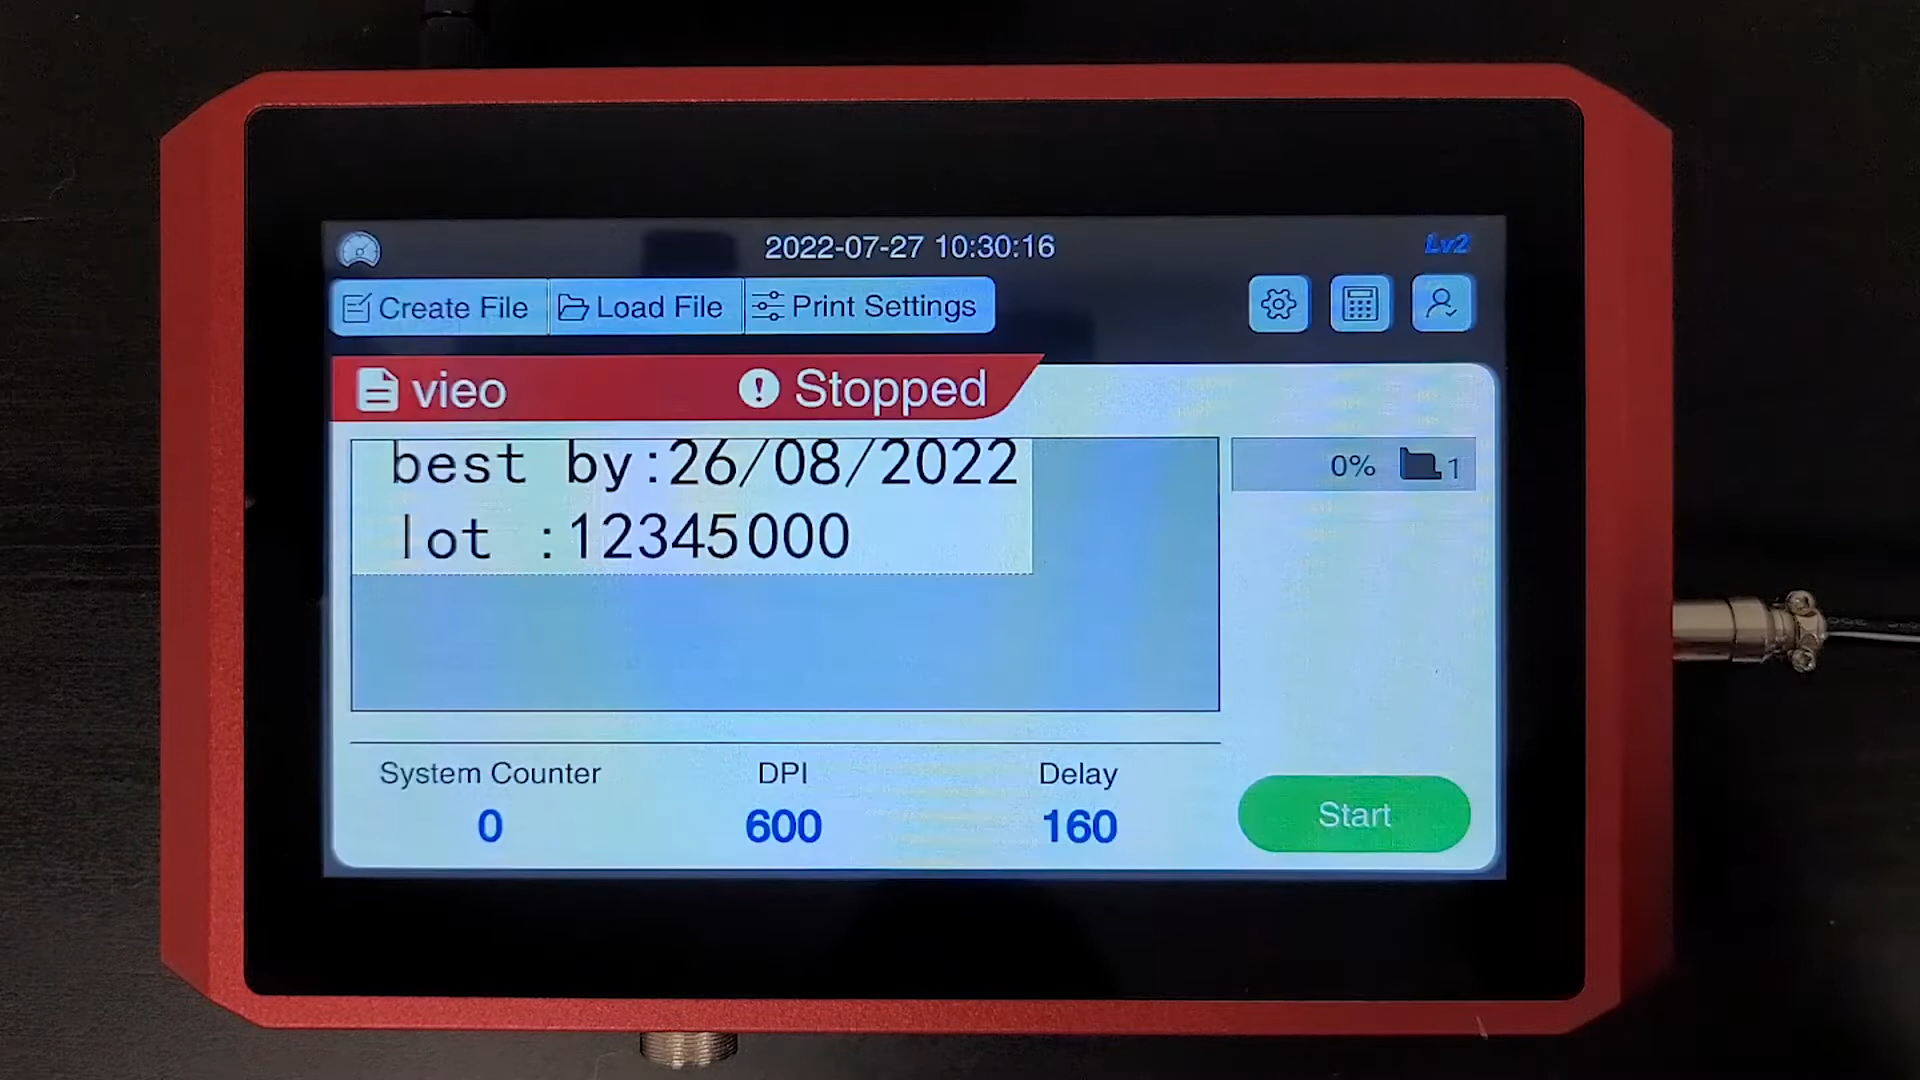 2022-07-27 10:30:16
Lv2
Create File
Load File
Print Settings
vieo
Stopped
best by:26/08/2022
lot :12345000
0%
1
System Counter
DPI
Delay
0
600
160
Start